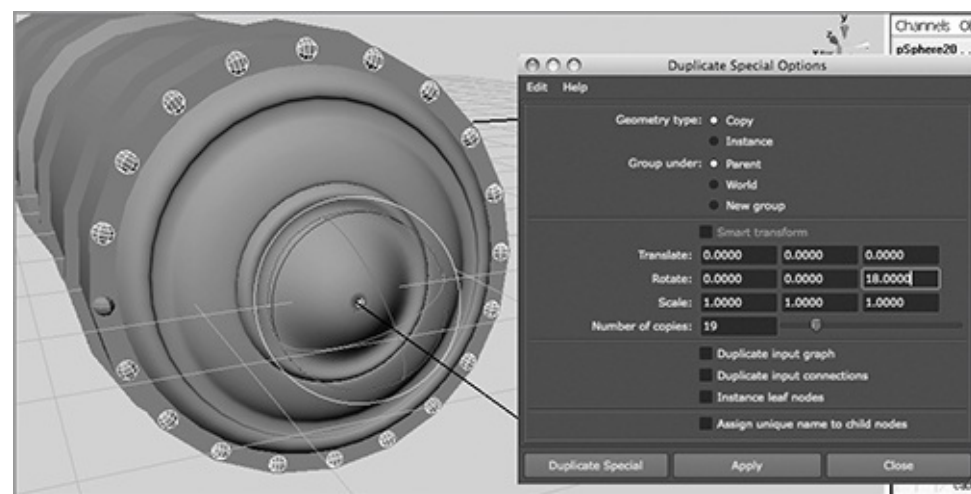 y
z
Channels
pSphere20 . .
Duplicate Special Options
Edit Help
Geometry type: Copy
Instance
Group under: Parent
World
New group
Smart transform
Translate: 0.0000 0.0000 0.0000
Rotate: 0.0000 0.0000 18.0000
Scale: 1.0000 1.0000 1.0000
Number of copies: 19
Duplicate input graph
Duplicate input connections
Instance leaf nodes
Assign unique name to child nodes
Duplicate Special Apply Close